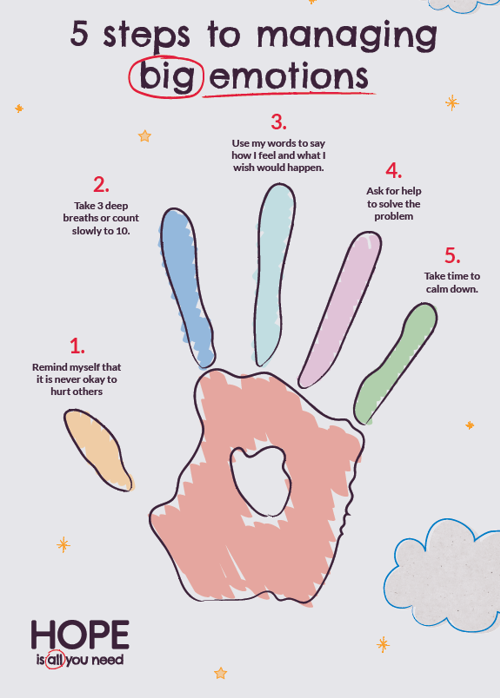 5 steps to managing
big emotions
1.
Remind myself that
it is never okay to
hurt others
2.
Take 3 deep
breaths or count
slowly to 10.
3.
Use my words to say
how I feel and what I
wish would happen.
4.
Ask for help
to solve the
problem
5.
Take time to
calm down.
HOPE
is all you need